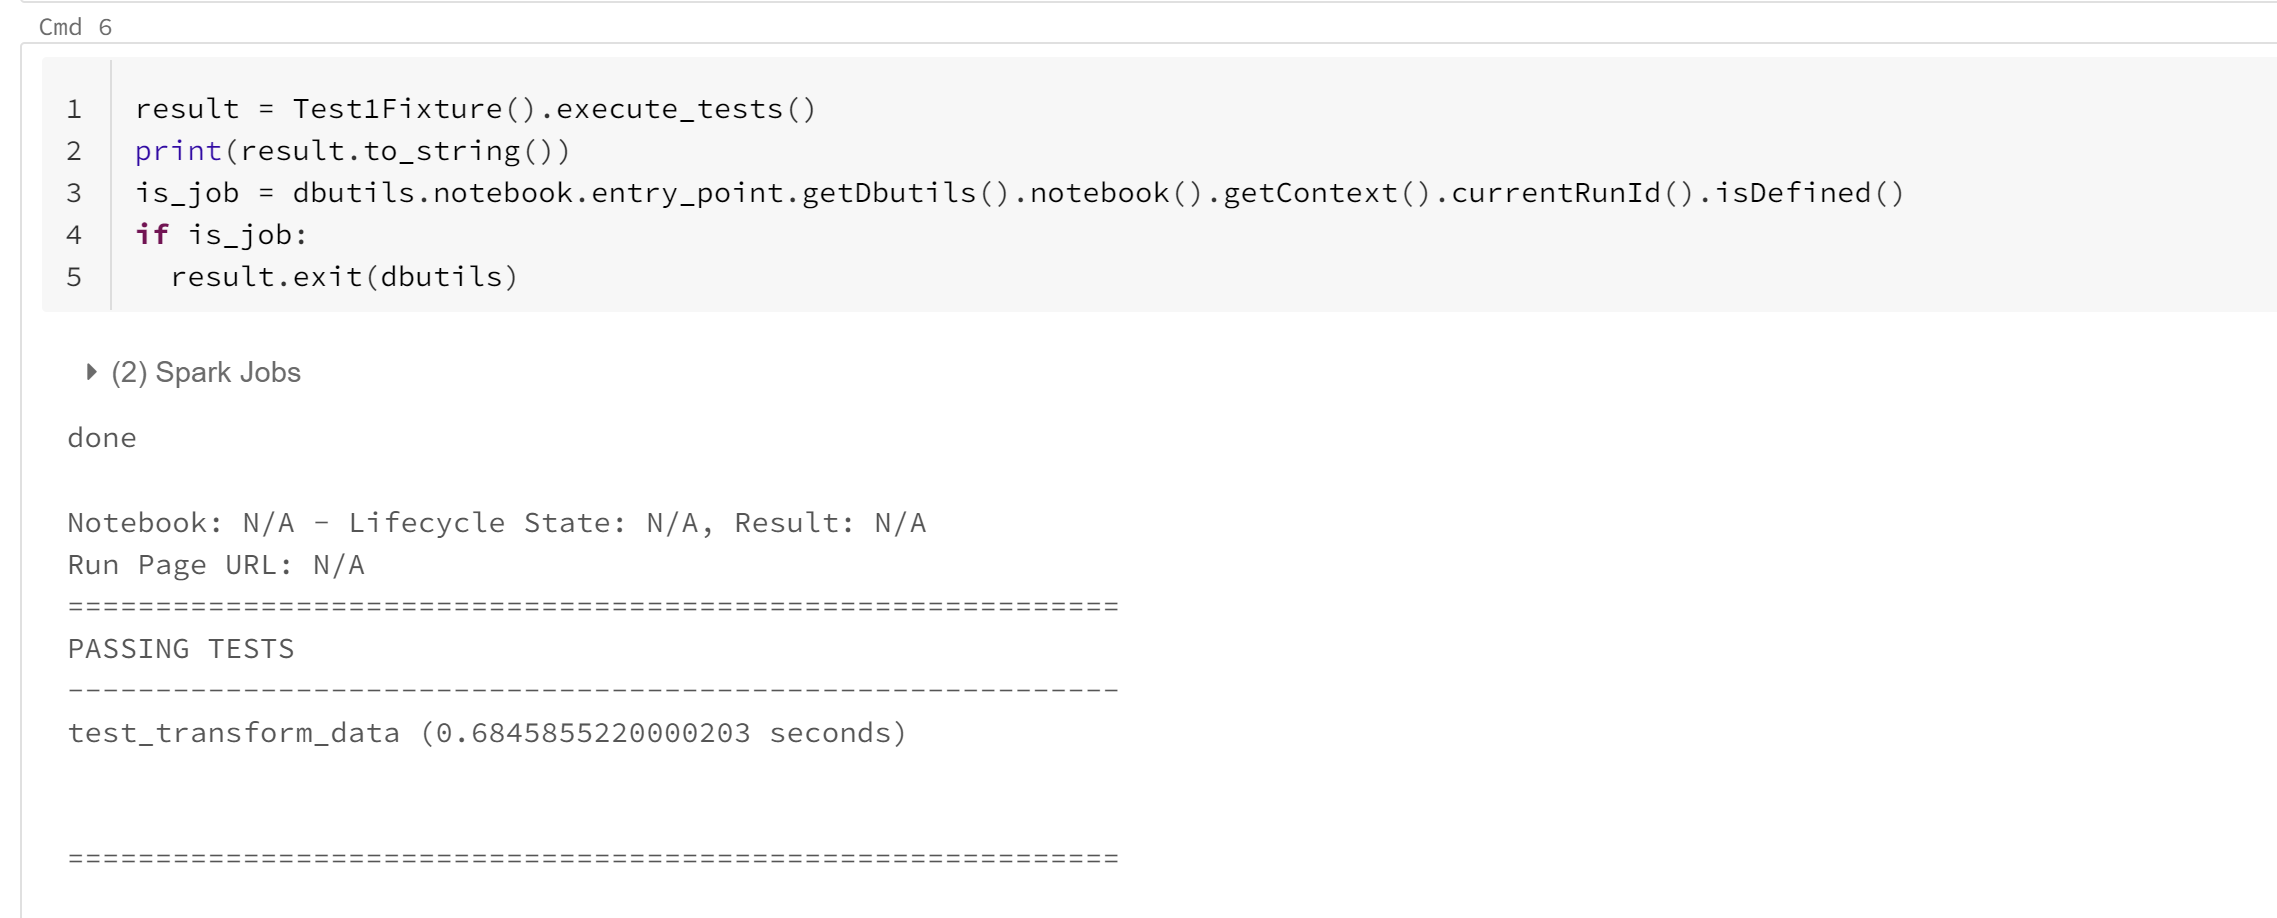 Cmd 6
1 result = Test1Fixture().execute_tests()
2 print(result.to_string())
3 is_job = dbutils.notebook.entry_point.getDbutils().notebook().getContext().currentRunId().isDefined()
4 if is_job:
5   result.exit(dbutils)
(2) Spark Jobs
done
Notebook: N/A - Lifecycle State: N/A, Result: N/A
Run Page URL: N/A
============================================================
PASSING TESTS
------------------------------------------------------------
test_transform_data (0.6845855220000203 seconds)
============================================================